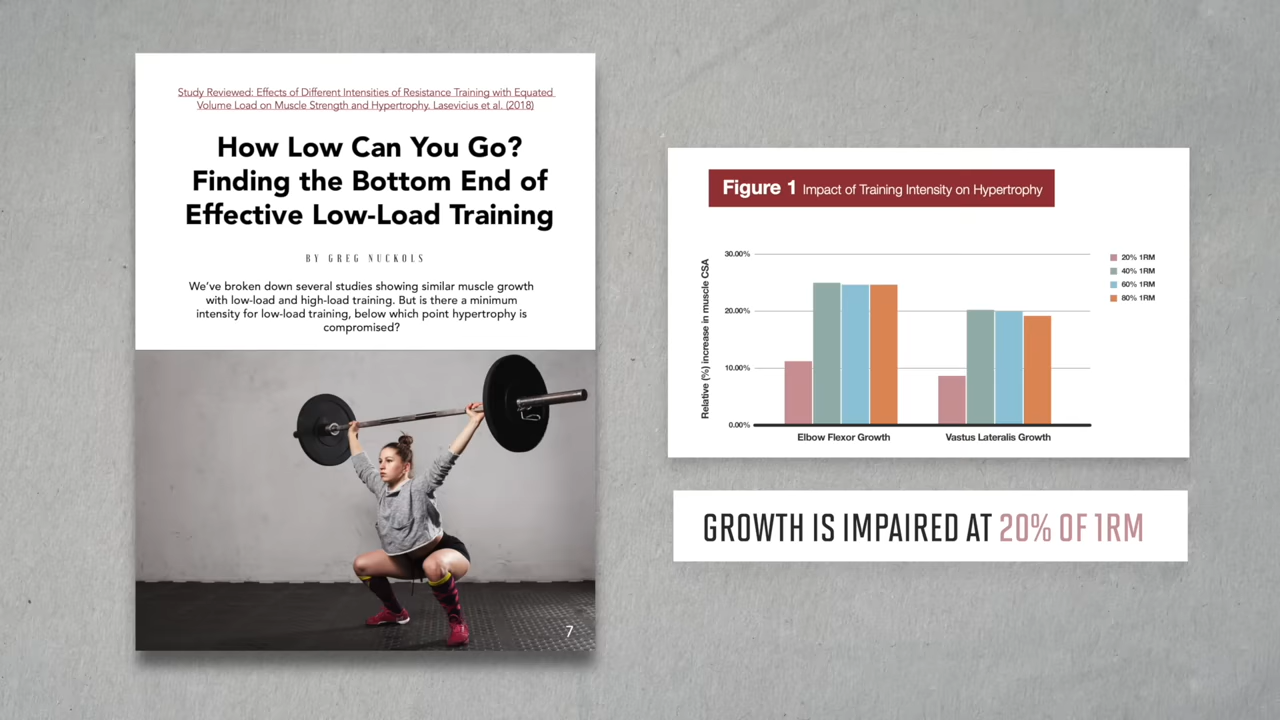 Study Reviewed: Effects of Different Intensities of Resistance Training with Equated
Volume Load on Muscle Strength and Hypertrophy. Lasevicius et al. (2018)
How Low Can You Go?
Finding the Bottom End of
Effective Low-Load Training
BY GREG NUCKOLS
We've broken down several studies showing similar muscle growth
with low-load and high-load training. But is there a minimum
intensity for low-load training, below which point hypertrophy is
compromised?
7
Figure 1 Impact of Training Intensity on Hypertrophy
Relative (%) increase in muscle CSA
30.00%
20.00%
10.00%
0.00%
Elbow Flexor Growth
Vastus Lateralis Growth
20% 1RM
40% 1RM
60% 1RM
80% 1RM
GROWTH IS IMPAIRED AT 20% OF 1RM